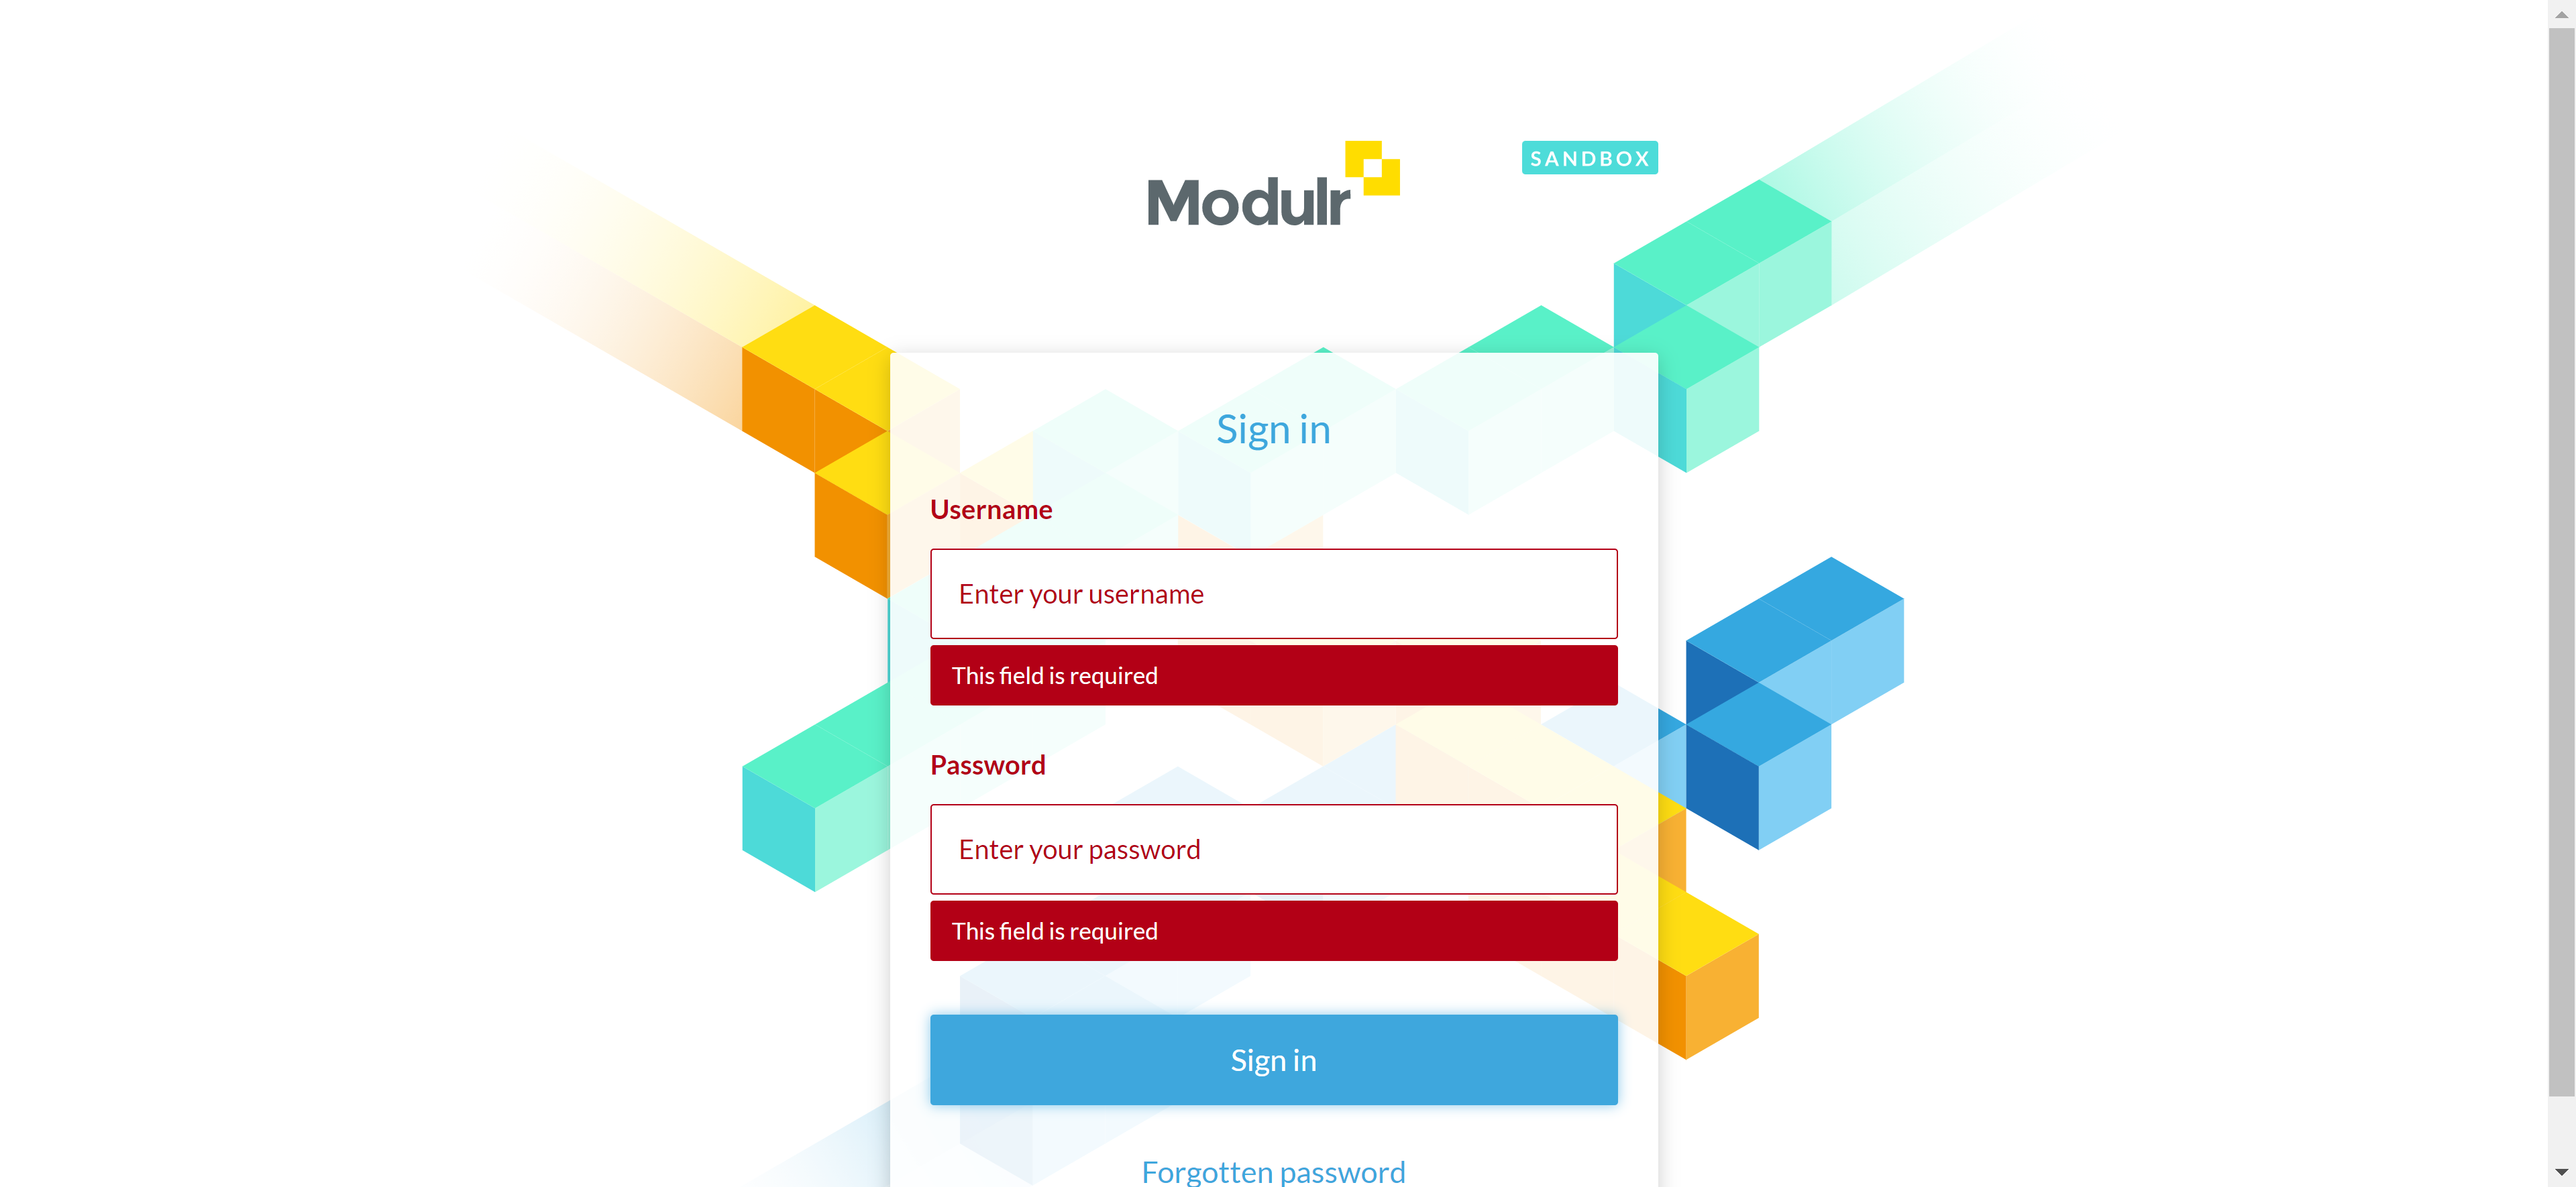 Modulr
SANDBOX
Sign in
Username
Enter your username
This field is required
Password
Enter your password
This field is required
Sign in
Forgotten password